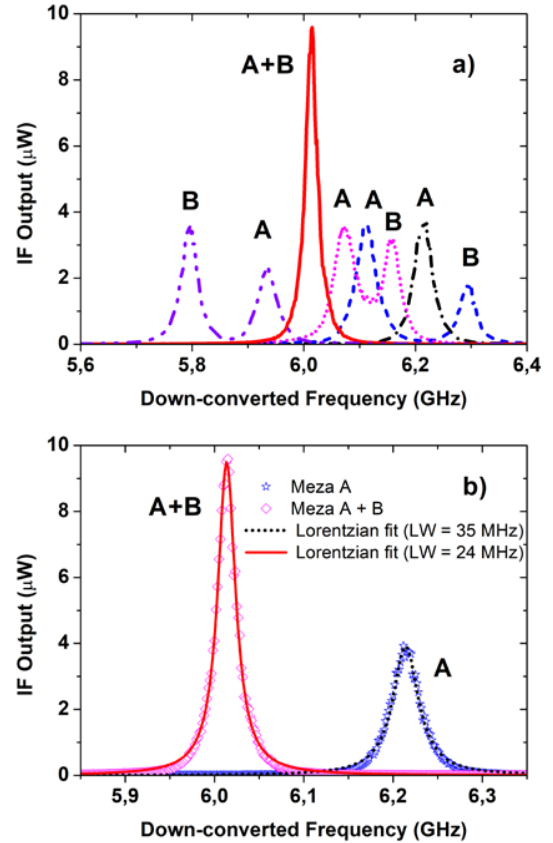 10
8
6
4
2
0
IF Output (μW)
a)
A+B
B
A
A
A
B
A
B
5,6
5,8
6,0
6,2
6,4
Down-converted Frequency (GHz)
10
8
6
4
2
0
IF Output (μW)
b)
A+B
Meza A
Meza A + B
Lorentzian fit (LW = 35 MHz)
Lorentzian fit (LW = 24 MHz)
A
5,9
6,0
6,1
6,2
6,3
Down-converted Frequency (GHz)